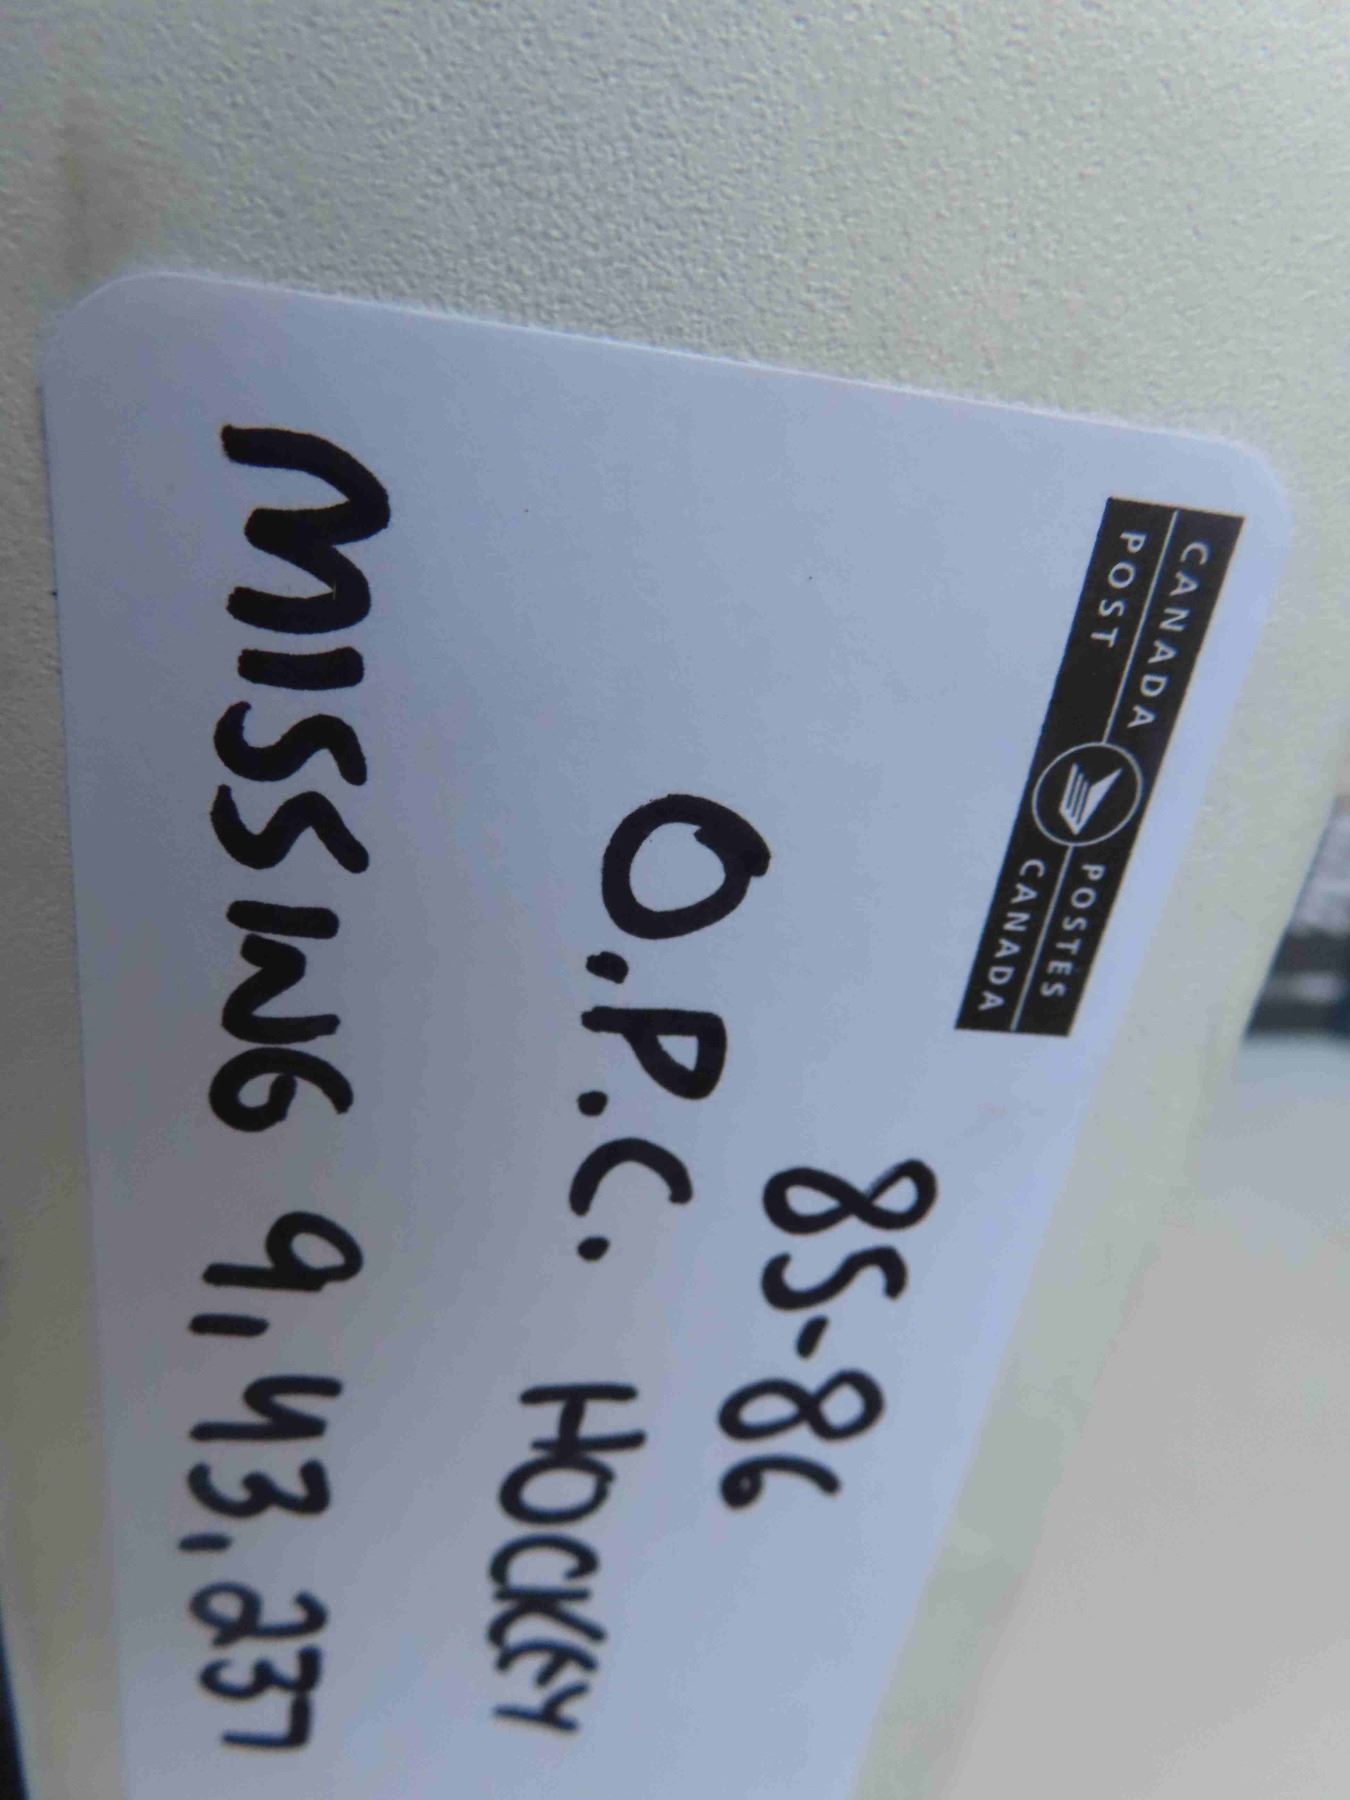 CANADA POSTES
POST CANADA
85-86
O.P.C. HOCKEY
MISSING 9,43,237